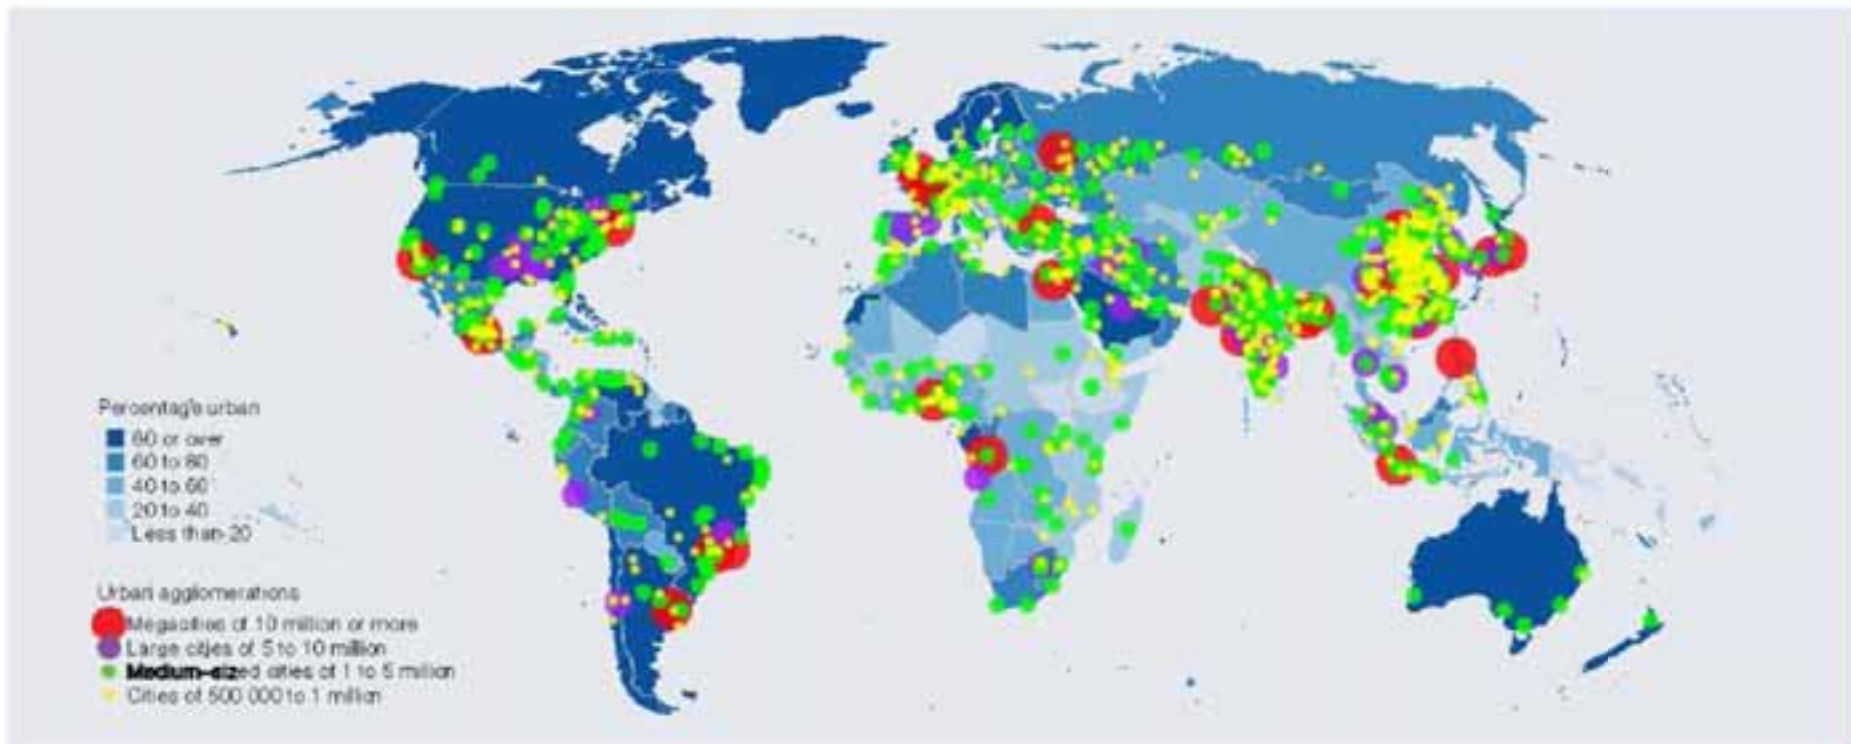 Percentage urban
80 or over
60 to 80
40 to 60
20 to 40
Less than 20
Urban agglomerations
Megacities of 10 million or more
Large cities of 5 to 10 million
Medium-sized cities of 1 to 5 million
Cities of 500 000 to 1 million